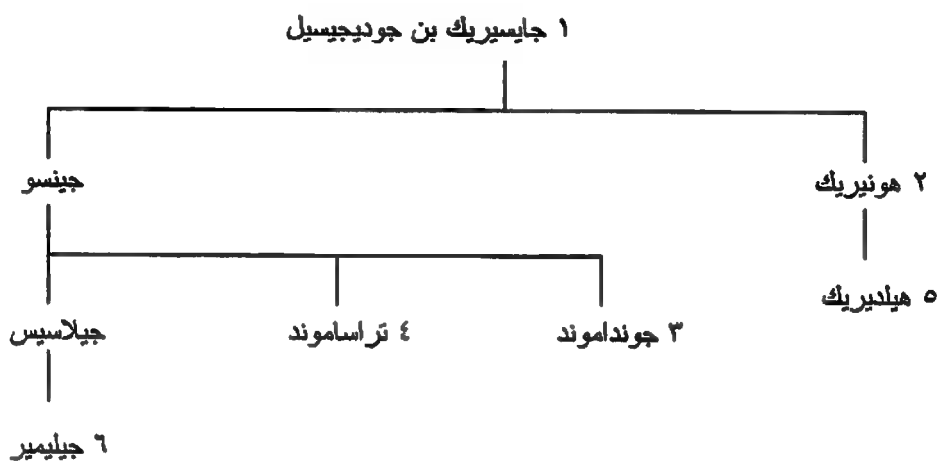 ١ جايسيريك بن جوديجيسيل
٢ هونيريك
جينسو
٥ هيلديريك
٣ جونداموند
٤ تراساموند
جيلاسيس
٦ جيليمير